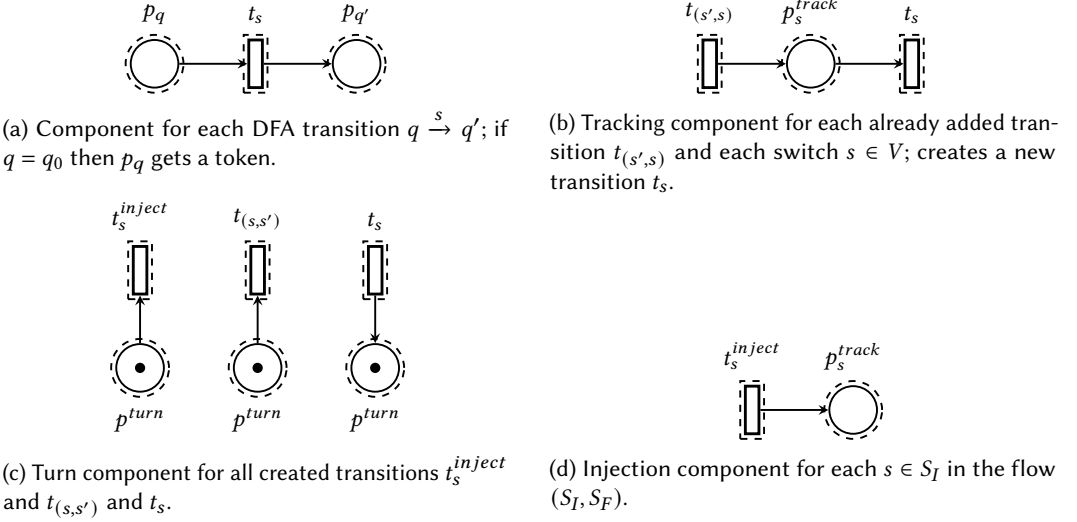 p_q t_s p_{q'}
(a) Component for each DFA transition q \xrightarrow{s} q'; if
q = q_0 then p_q gets a token.
t_{(s',s)} p_s^{track} t_s
(b) Tracking component for each already added tran-
sition t_{(s',s)} and each switch s ∈ V; creates a new
transition t_s.
t_s^{inject} t_{(s,s')} t_s
p^{turn} p^{turn} p^{turn}
(c) Turn component for all created transitions t_s^{inject}
and t_{(s,s')} and t_s.
t_s^{inject} p_s^{track}
(d) Injection component for each s ∈ S_I in the flow
(S_I, S_F).